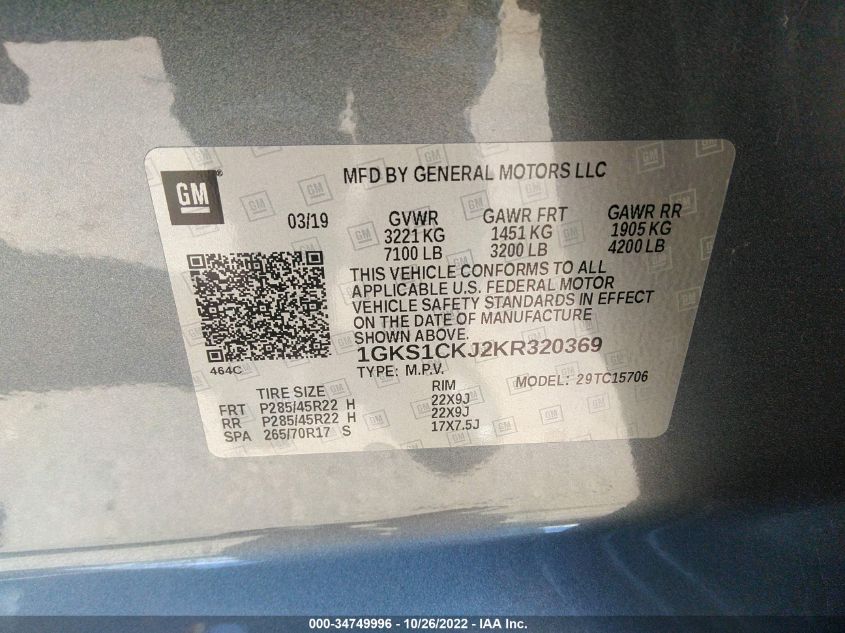 GM ®
MFD BY GENERAL MOTORS LLC
03/19 GVWR GAWR FRT GAWR RR
3221 KG 1451 KG 1905 KG
7100 LB 3200 LB 4200 LB
THIS VEHICLE CONFORMS TO ALL
APPLICABLE U.S. FEDERAL MOTOR
VEHICLE SAFETY STANDARDS IN EFFECT
ON THE DATE OF MANUFACTURE
SHOWN ABOVE.
464C
1GKS1CKJ2KR320369
TYPE: M.P.V. MODEL: 29TC15706
TIRE SIZE RIM
FRT P285/45R22 H 22X9J
RR P285/45R22 H 22X9J
SPA 265/70R17 S 17X7.5J
000-34749996 - 10/26/2022 - IAA Inc.